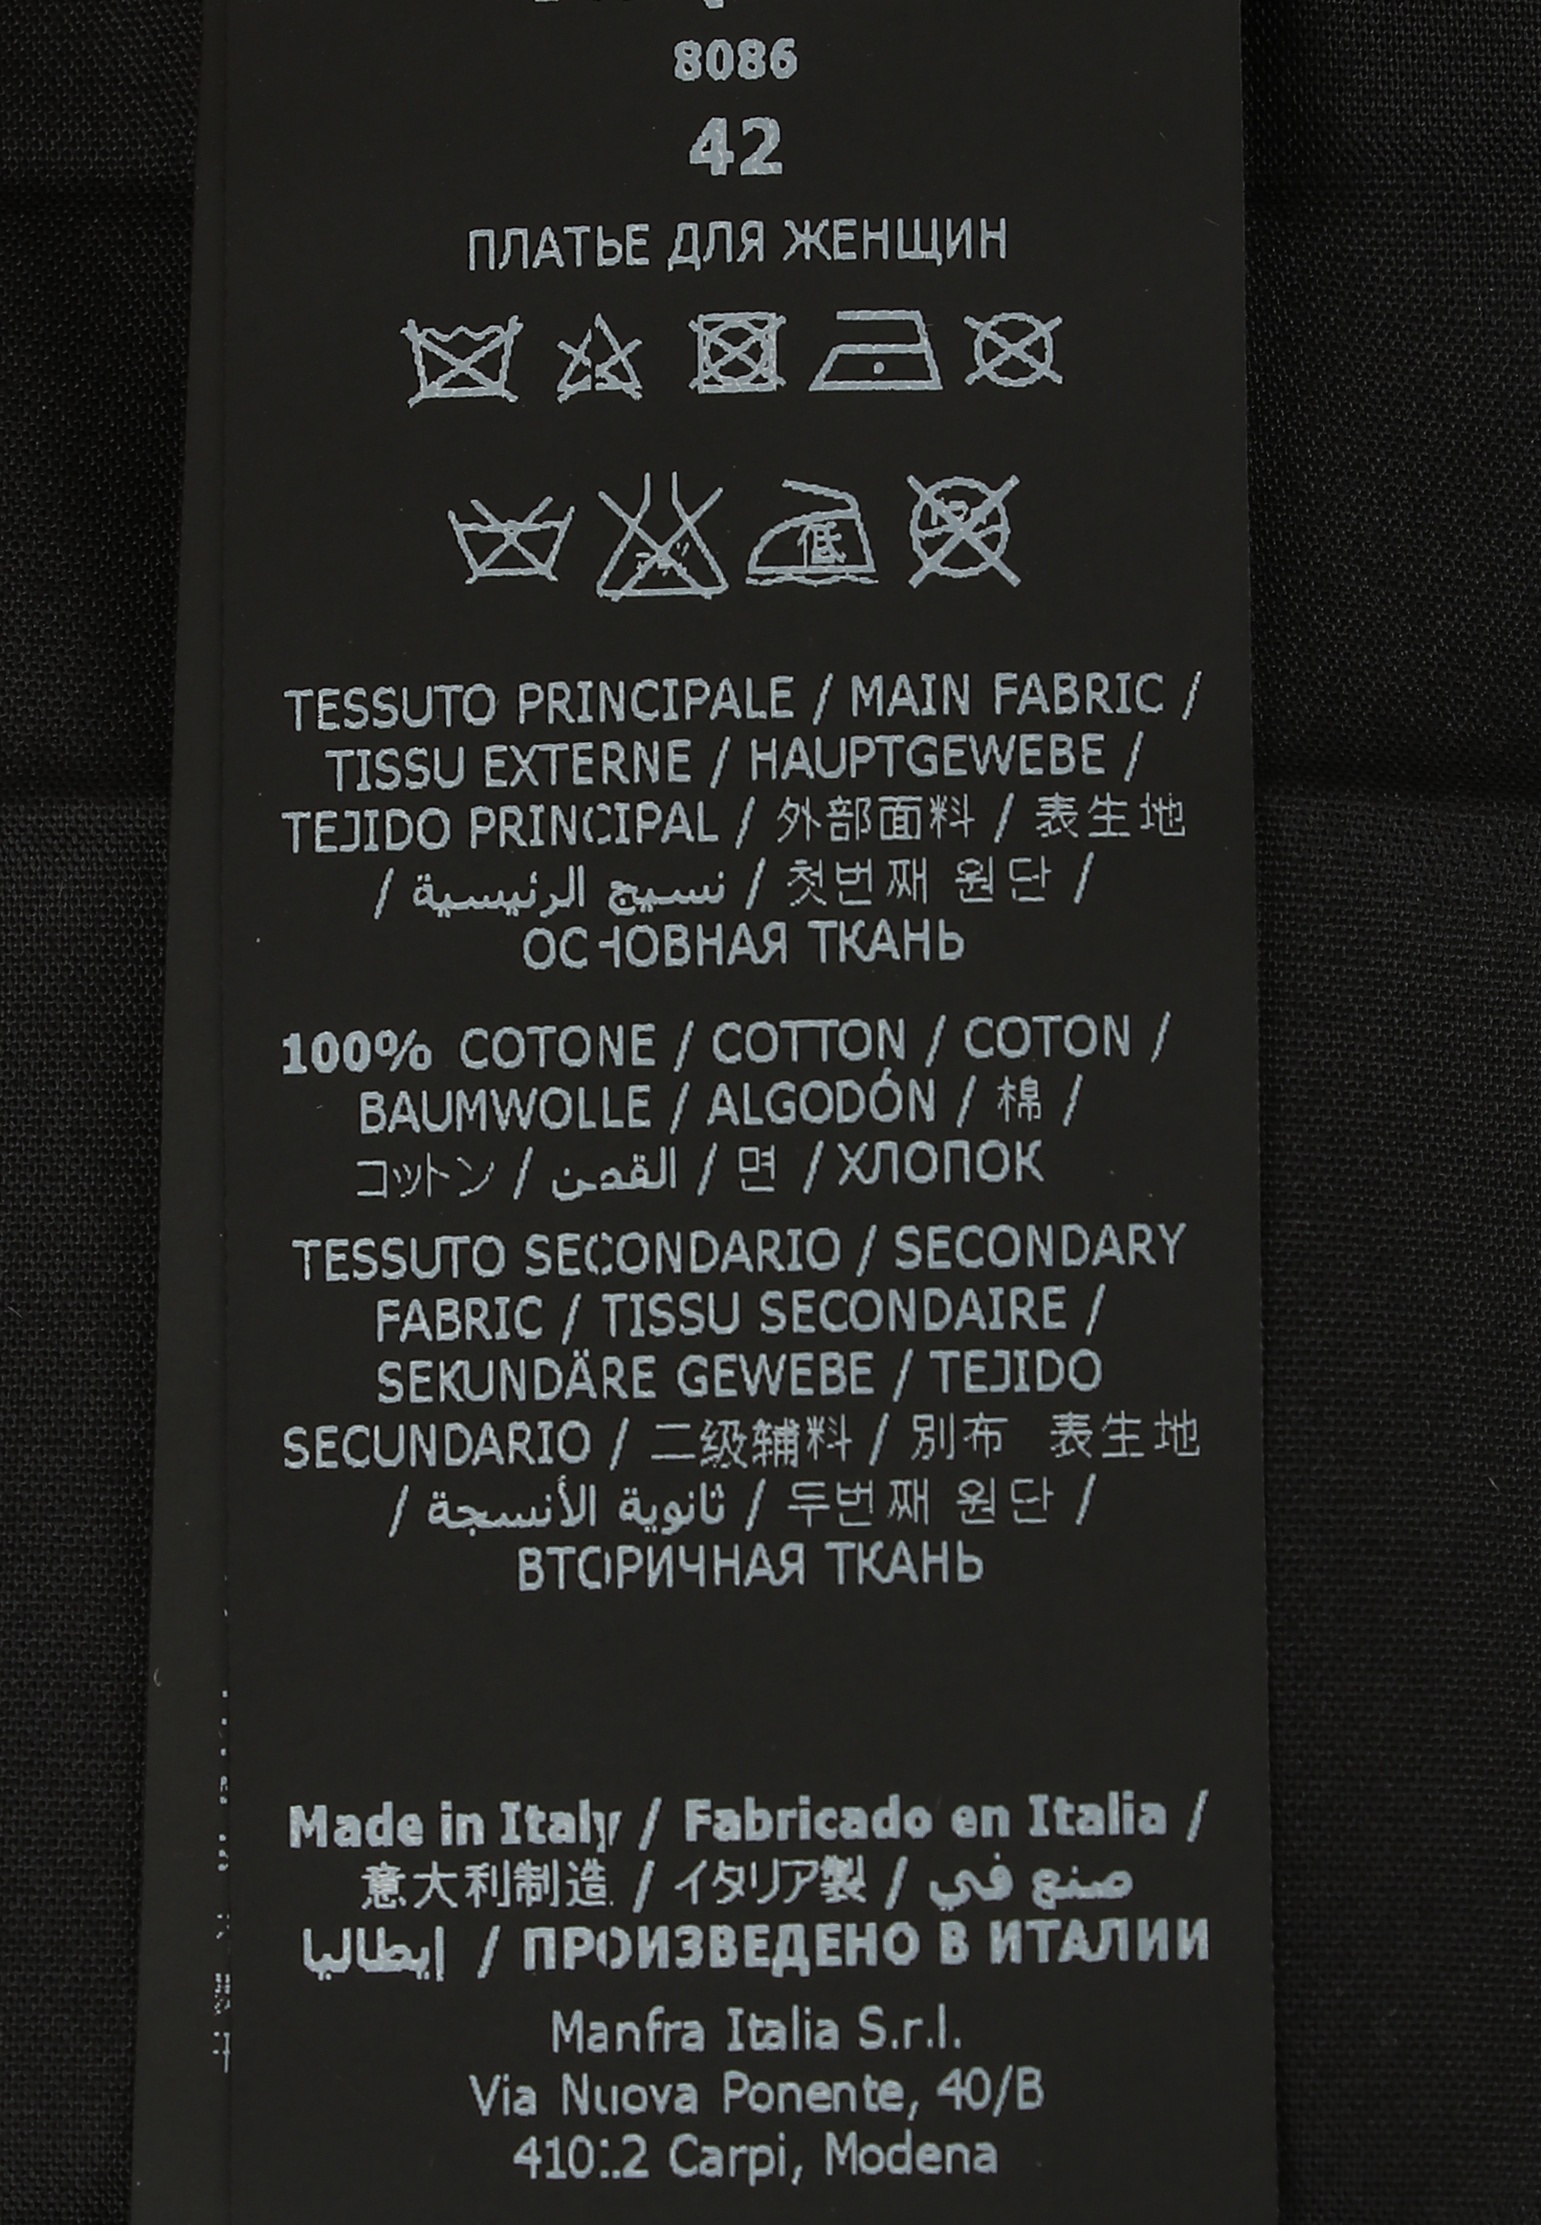 8086
42
ПЛАТЬЕ ДЛЯ ЖЕНЩИН
低
TESSUTO PRINCIPALE / MAIN FABRIC /
TISSU EXTERNE / HAUPTGEWEBE /
TEJIDO PRINCIPAL / 外部面料 / 表生地
/ 첫번째 원단 / نسيج الرئيسية /
ОСНОВНАЯ ТКАНЬ
100% COTONE / COTTON / COTON /
BAUMWOLLE / ALGODÓN / 棉 /
コットン / القطن / 면 / ХЛОПОК
TESSUTO SECONDARIO / SECONDARY
FABRIC / TISSU SECONDAIRE /
SEKUNDÄRE GEWEBE / TEJIDO
SECUNDARIO / 二级辅料 / 別布 表生地
/ 두번째 원단 / ثانوية الأنسجة /
ВТОРИЧНАЯ ТКАНЬ
Made in Italy / Fabricado en Italia /
意大利制造 / イタリア製 / صنع في
إيطاليا / ПРОИЗВЕДЕНО В ИТАЛИИ
Manfra Italia S.r.l.
Via Nuova Ponente, 40/B
41012 Carpi, Modena